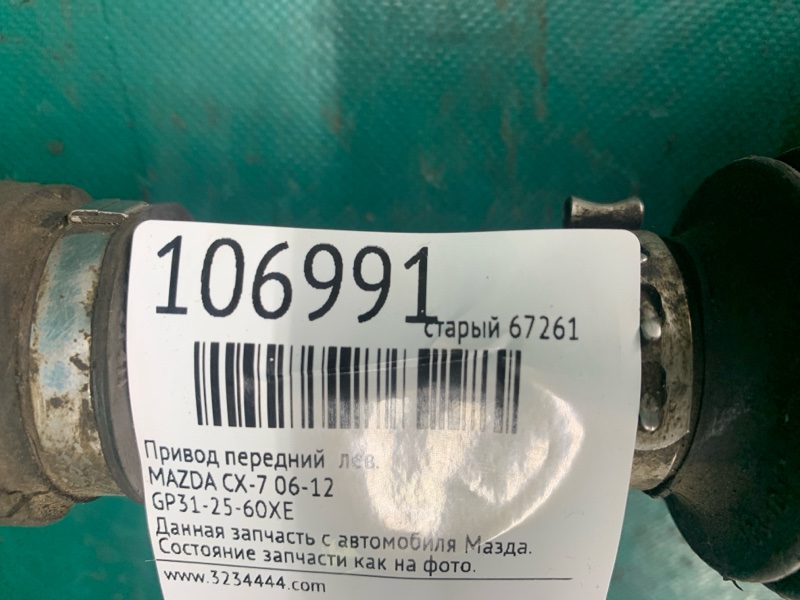 106991
старый 67261
Привод передний лев.
MAZDA CX-7 06-12
GP31-25-60XE
Данная запчасть с автомобиля Мазда.
Состояние запчасти как на фото.
www.3234444.com